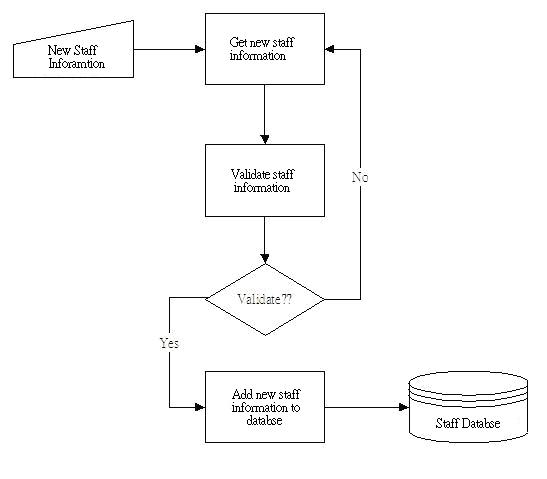 New Staff
Inforamtion
Get new staff
information
Validate staff
information
No
Validate??
Yes
Add new staff
information to
databse
Staff Databse